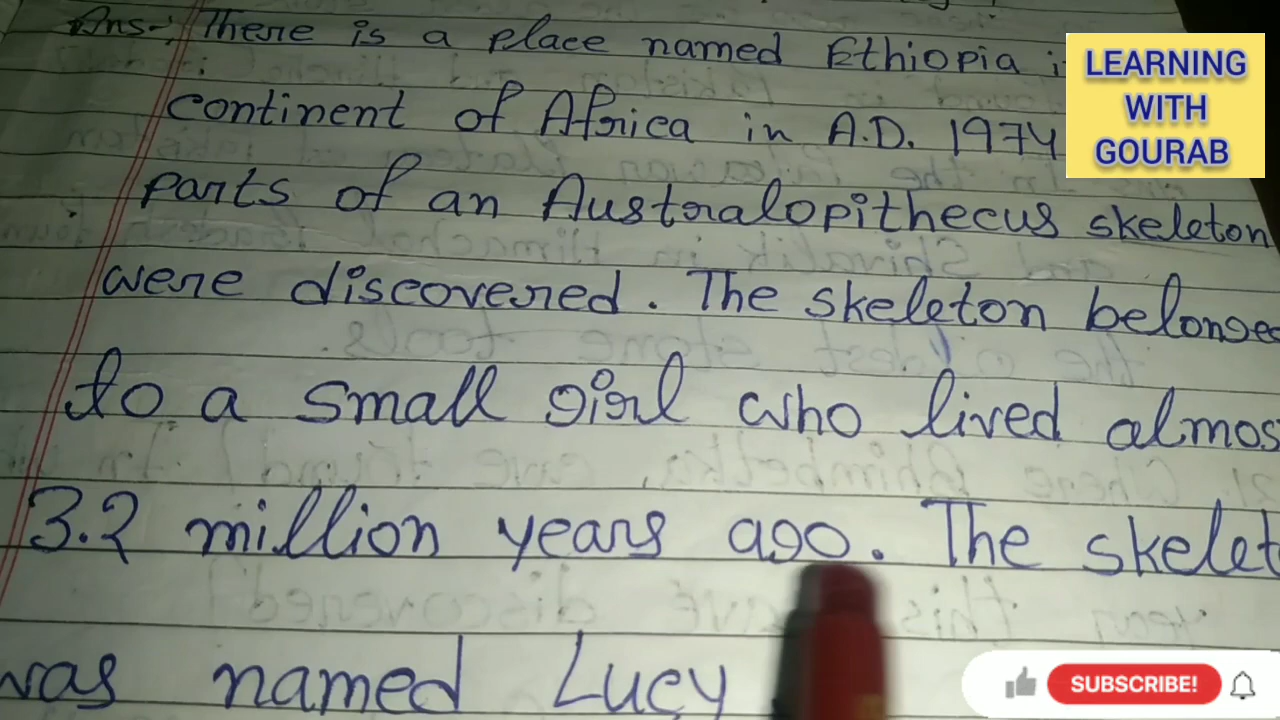 Ans-, There is a place named Ethiopia i
continent of Africa in A.D. 1974
parts of an Australopithecus skeleton
were discovered. The skeleton belonge
to a small girl who lived almos
3.2 million years ago. The skelet
was named Lucy
LEARNING
WITH
GOURAB
SUBSCRIBE!